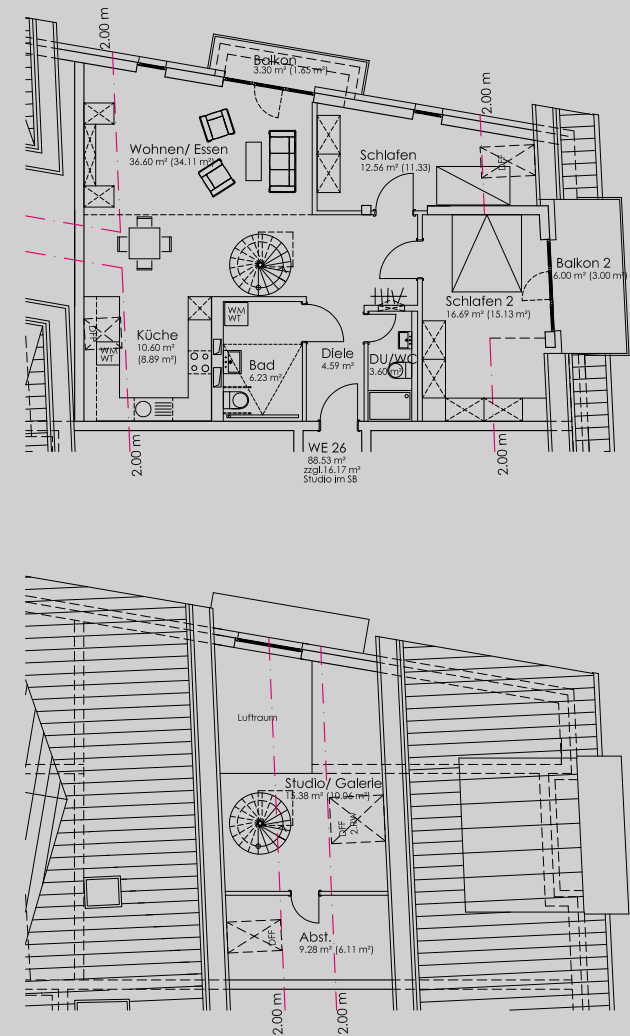 2.00 m
Balkon
3.30 m² (1.65 m²)
2.00 m
Wohnen/ Essen
36.60 m² (34.11 m²)
Schlafen
12.56 m² (11.33)
DFF
Balkon 2
6.00 m² (3.00 m²)
Schlafen 2
16.69 m² (15.13 m²)
WM
WT
DFF
WM
WT
Küche
10.60 m²
(8.89 m²)
Bad
6.23 m²
Diele
4.59 m²
DU/WC
3.60 m²
2.00 m
2.00 m
WE 26
88.53 m²
zzgl.16.17 m²
Studio im SB
Luftraum
Studio/ Galerie
15.38 m² (10.06 m²)
DFF
2.RW
DFF
Abst.
9.28 m² (6.11 m²)
2.00 m
2.00 m